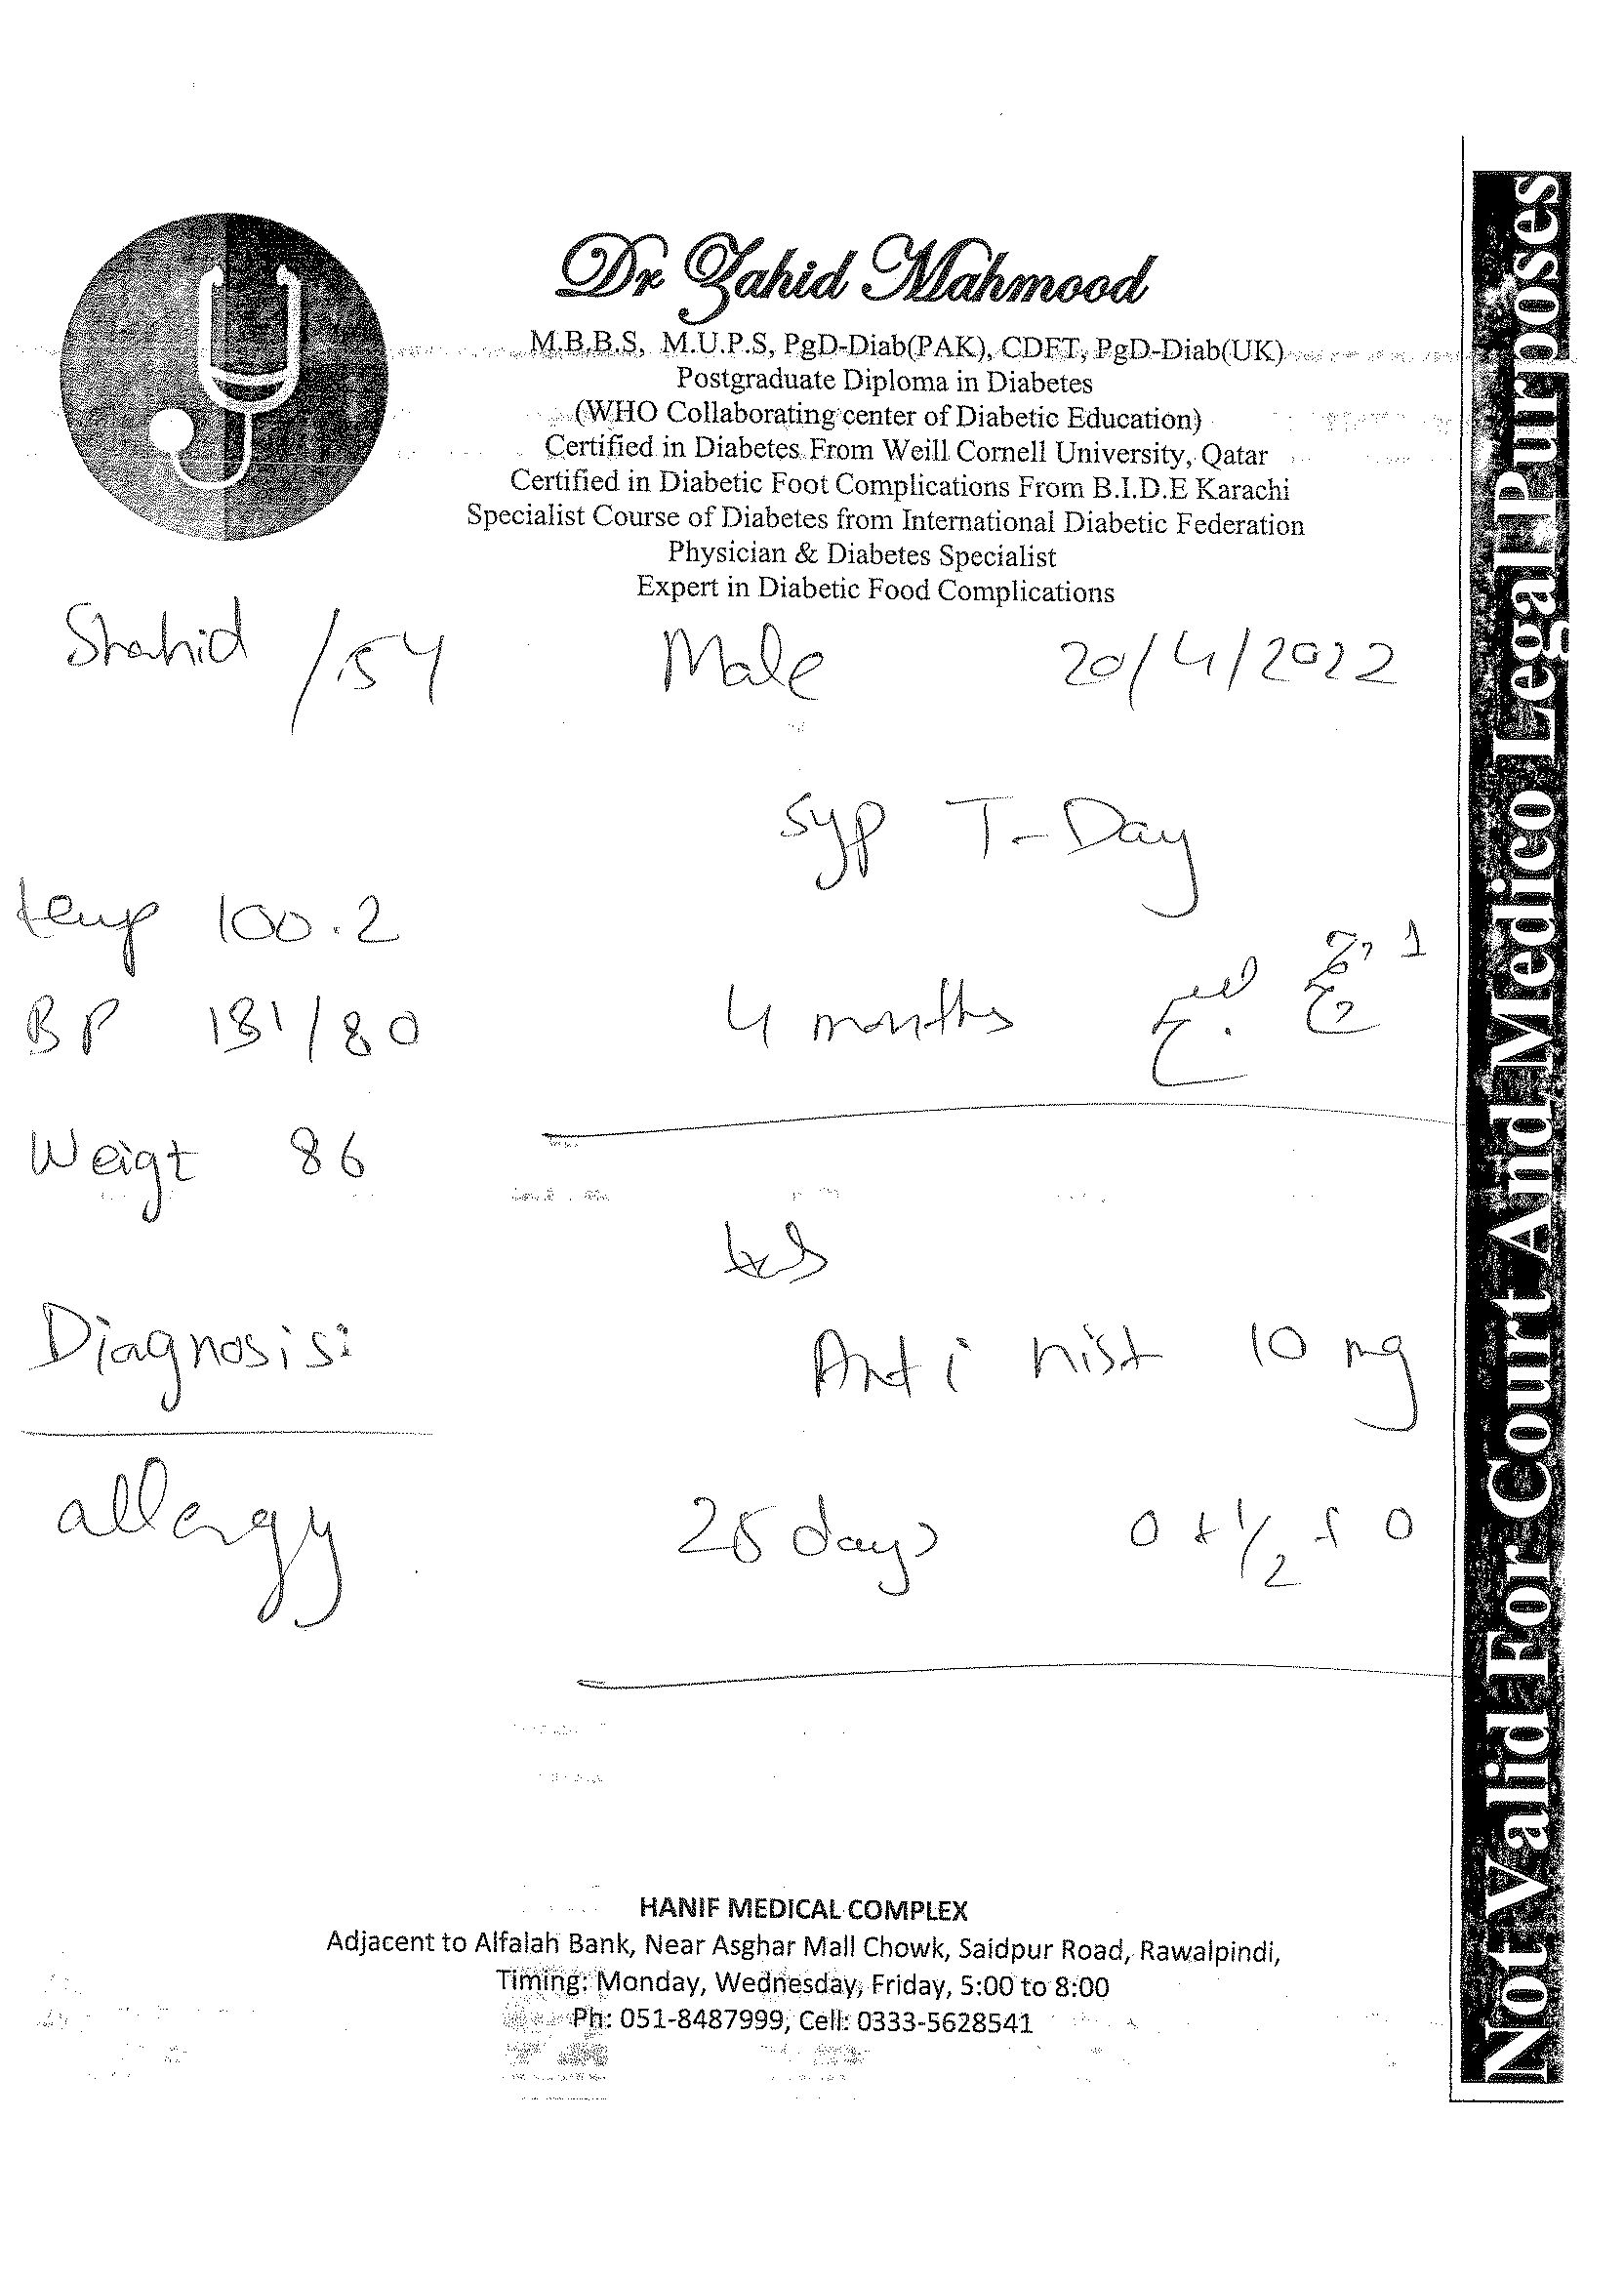 Dr Zahid Mahmood
M.B.B.S, M.U.P.S, PgD-Diab(PAK), CDFT, PgD-Diab(UK)
Postgraduate Diploma in Diabetes
(WHO Collaborating center of Diabetic Education)
Certified in Diabetes From Weill Cornell University, Qatar
Certified in Diabetic Foot Complications From B.I.D.E Karachi
Specialist Course of Diabetes from International Diabetic Federation
Physician & Diabetes Specialist
Expert in Diabetic Food Complications
Shahid /54 Male 20/4/2022
Syp T-Day
temp 100.2
BP 131/80
4 months 1
Weigt 86
Diagnosis:
Anti hist 10 mg
allergy
days 0 + 1/2 + 0
HANIF MEDICAL COMPLEX
Adjacent to Alfalah Bank, Near Asghar Mall Chowk, Saidpur Road, Rawalpindi,
Timing: Monday, Wednesday, Friday, 5:00 to 8:00
Ph: 051-8487999, Cell: 0333-5628541
Not Valid For Court And Medico Legal Purposes